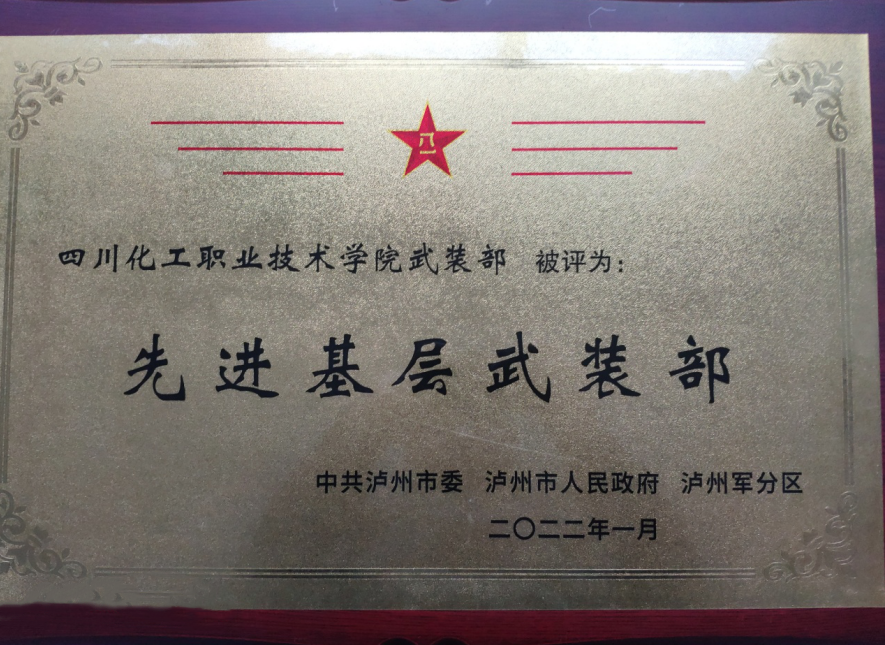 八一
四川化工职业技术学院武装部 被评为：
先进基层武装部
中共泸州市委 泸州市人民政府 泸州军分区
二〇二二年一月